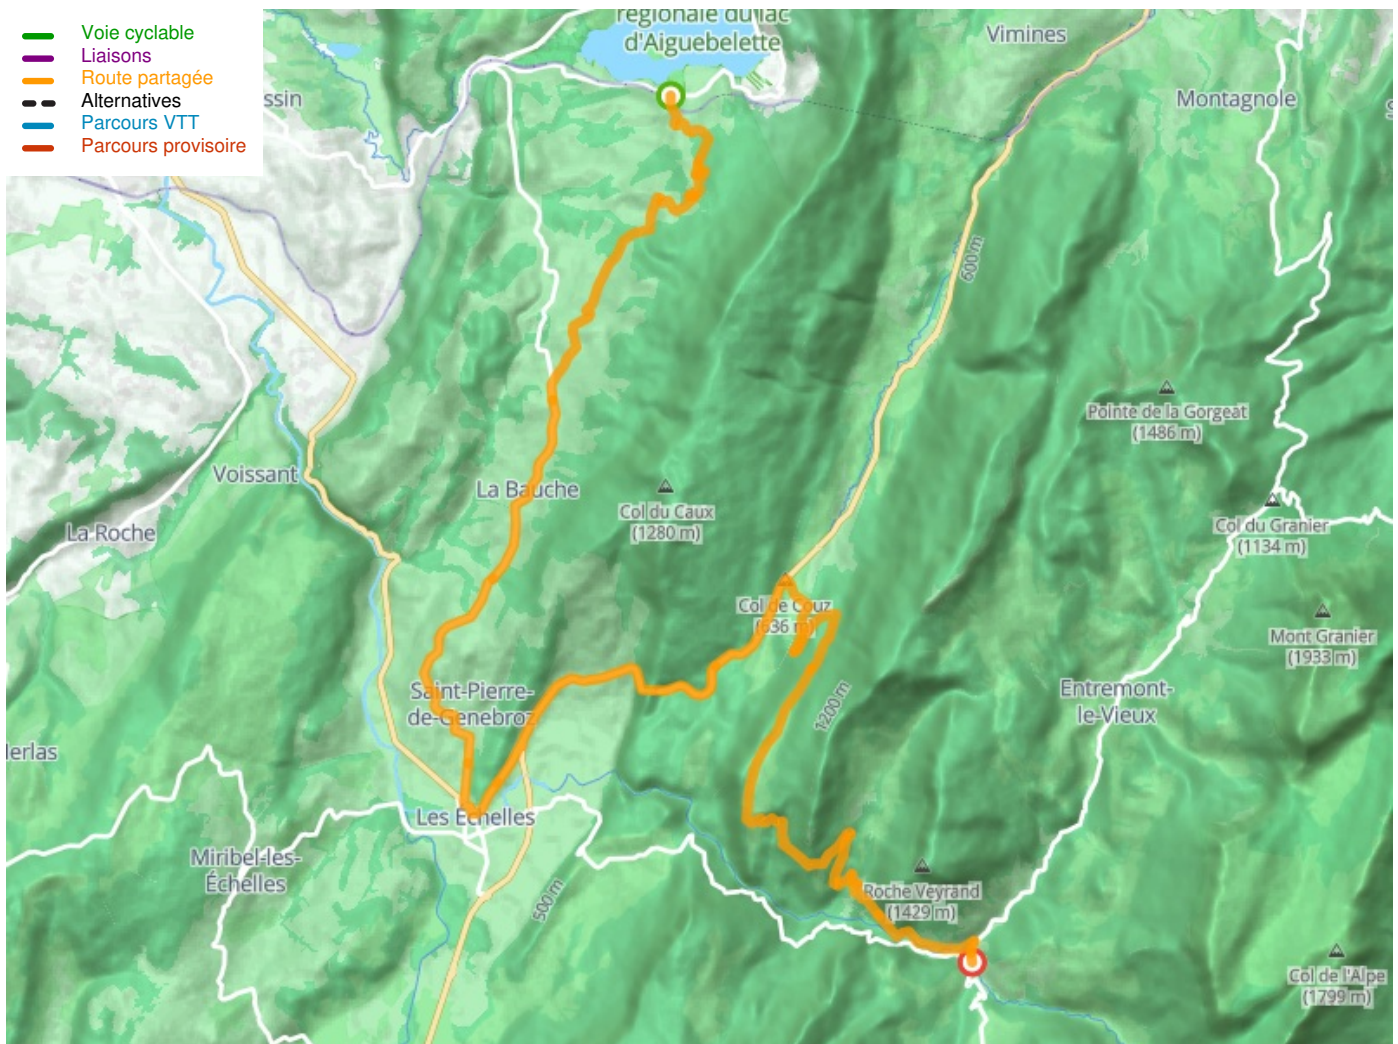 Voie cyclable
Liaisons
Route partagée
Alternatives
Parcours VTT
Parcours provisoire
régionale du lac
d'Aiguebelette
Vimines
Montagnole
600 m
Pointe de la Gorgeat
(1486 m)
Voissant
La Bauche
La Roche
Col du Caux
(1280 m)
Col du Granier
(1134 m)
Col de Couz
(636 m)
Mont Granier
(1933 m)
Saint-Pierre-
de-Genebroz
1200 m
Entremont-
le-Vieux
Les Échelles
Miribel-les-
Échelles
500 m
Roche Veyrand
(1429 m)
Col de l'Alpe
(1799 m)